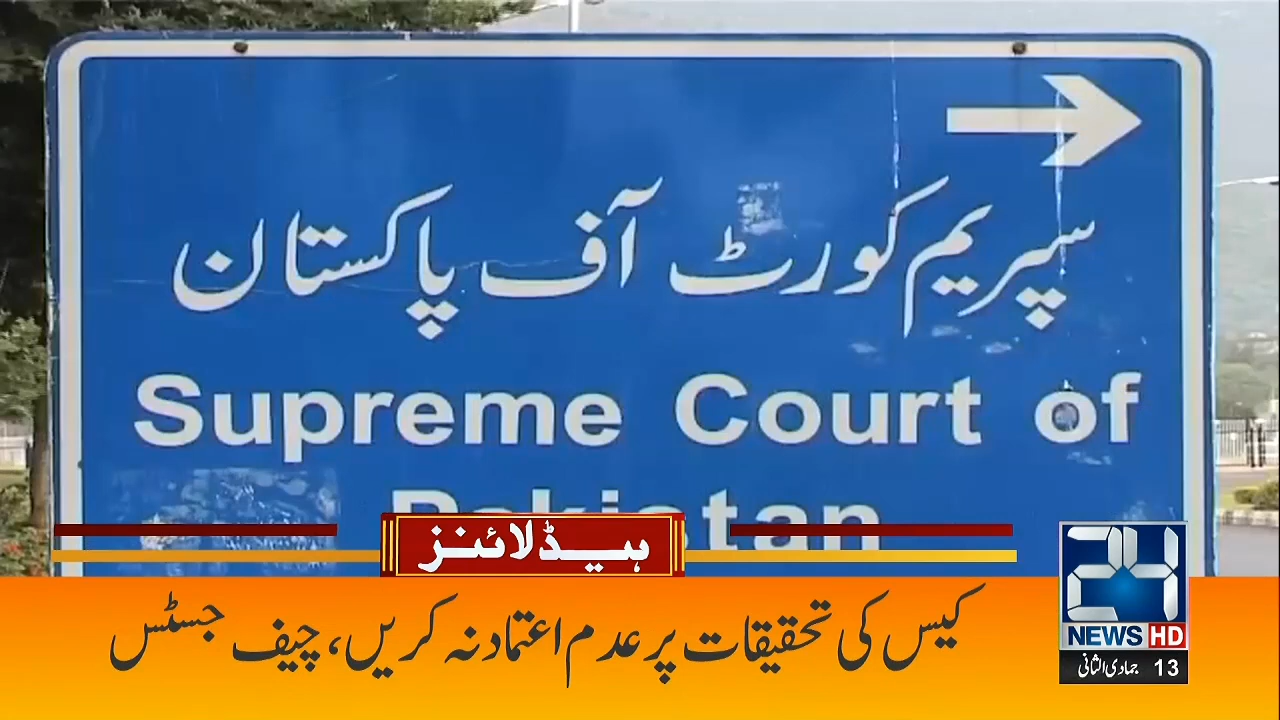 سپریم کورٹ آف پاکستان
Supreme Court of
Pakistan
ہیڈلائنز
کیس کی تحقیقات پر عدم اعتماد نہ کریں، چیف جسٹس
24
NEWS HD
13 جمادی الثانی